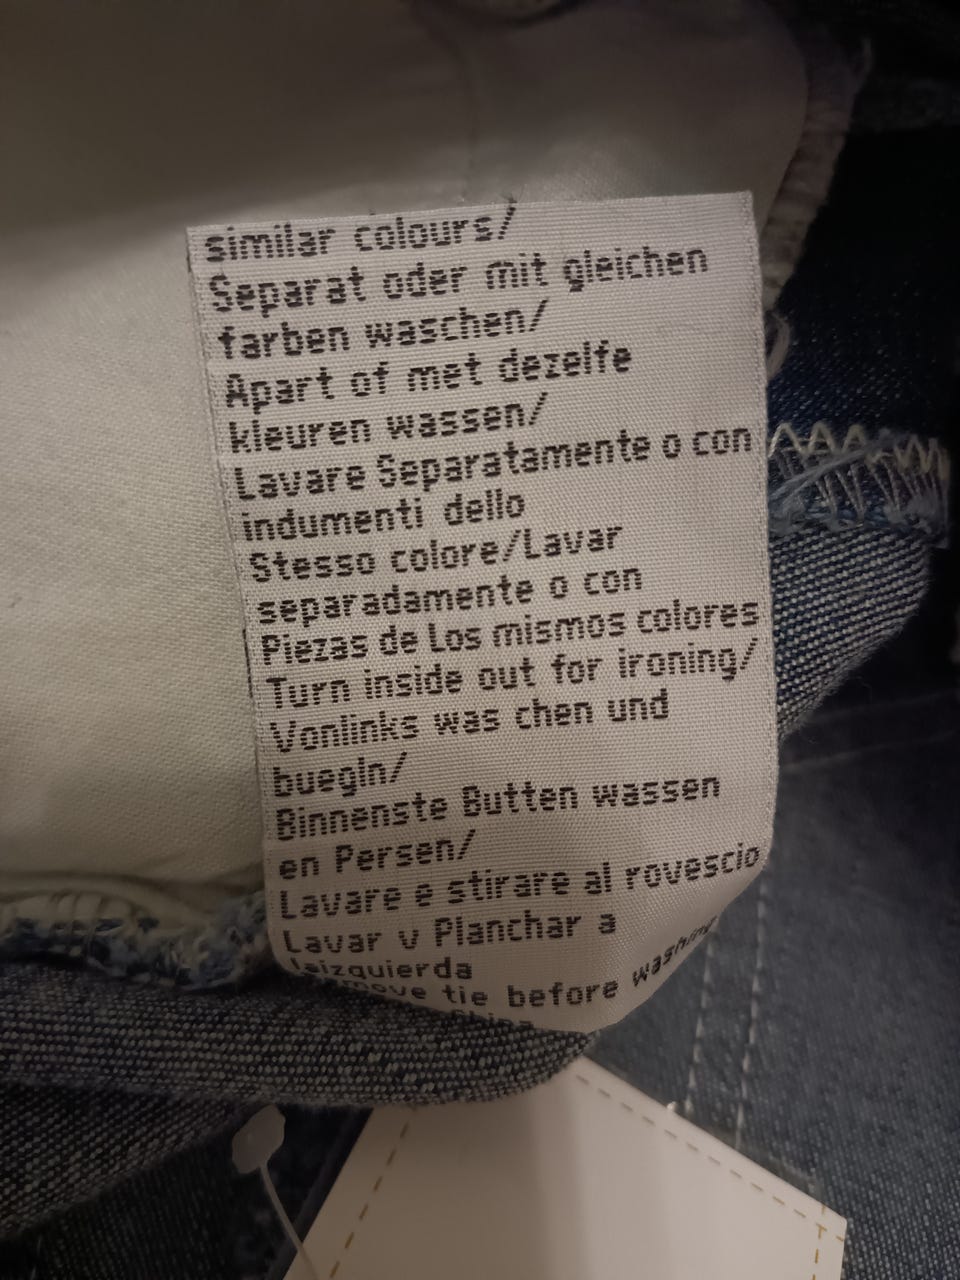 similar colours/
Separat oder mit gleichen
farben waschen/
Apart of met dezelfe
kleuren wassen/
Lavare Separatamente o con
indumenti dello
Stesso colore/Lavar
separadamente o con
Piezas de Los mismos colores
Turn inside out for ironing/
Vonlinks was chen und
buegln/
Binnenste Butten wassen
en Persen/
Lavare e stirare al rovescio
Lavar v Planchar a
laizquierda
tie before washing